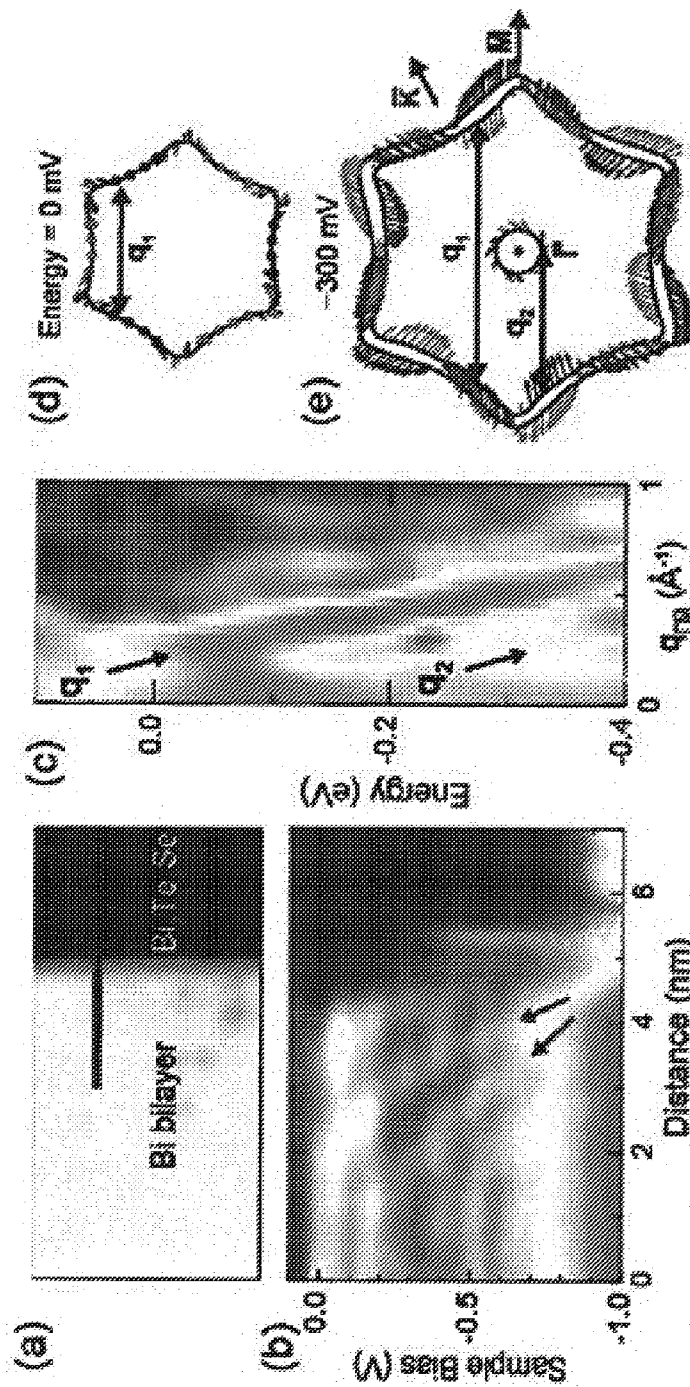 (a)
Bi bilayer
(b)
0.0
-0.5
-1.0
Sample Bias (V)
0
2
4
6
Distance (nm)
(c)
q1
q2
0.0
-0.2
-0.4
Energy (eV)
0
1
(Å-1)
(d)
Energy = 0 mV
q1
(e)
-300 mV
q1
q2
Γ̅
K̅
M̅